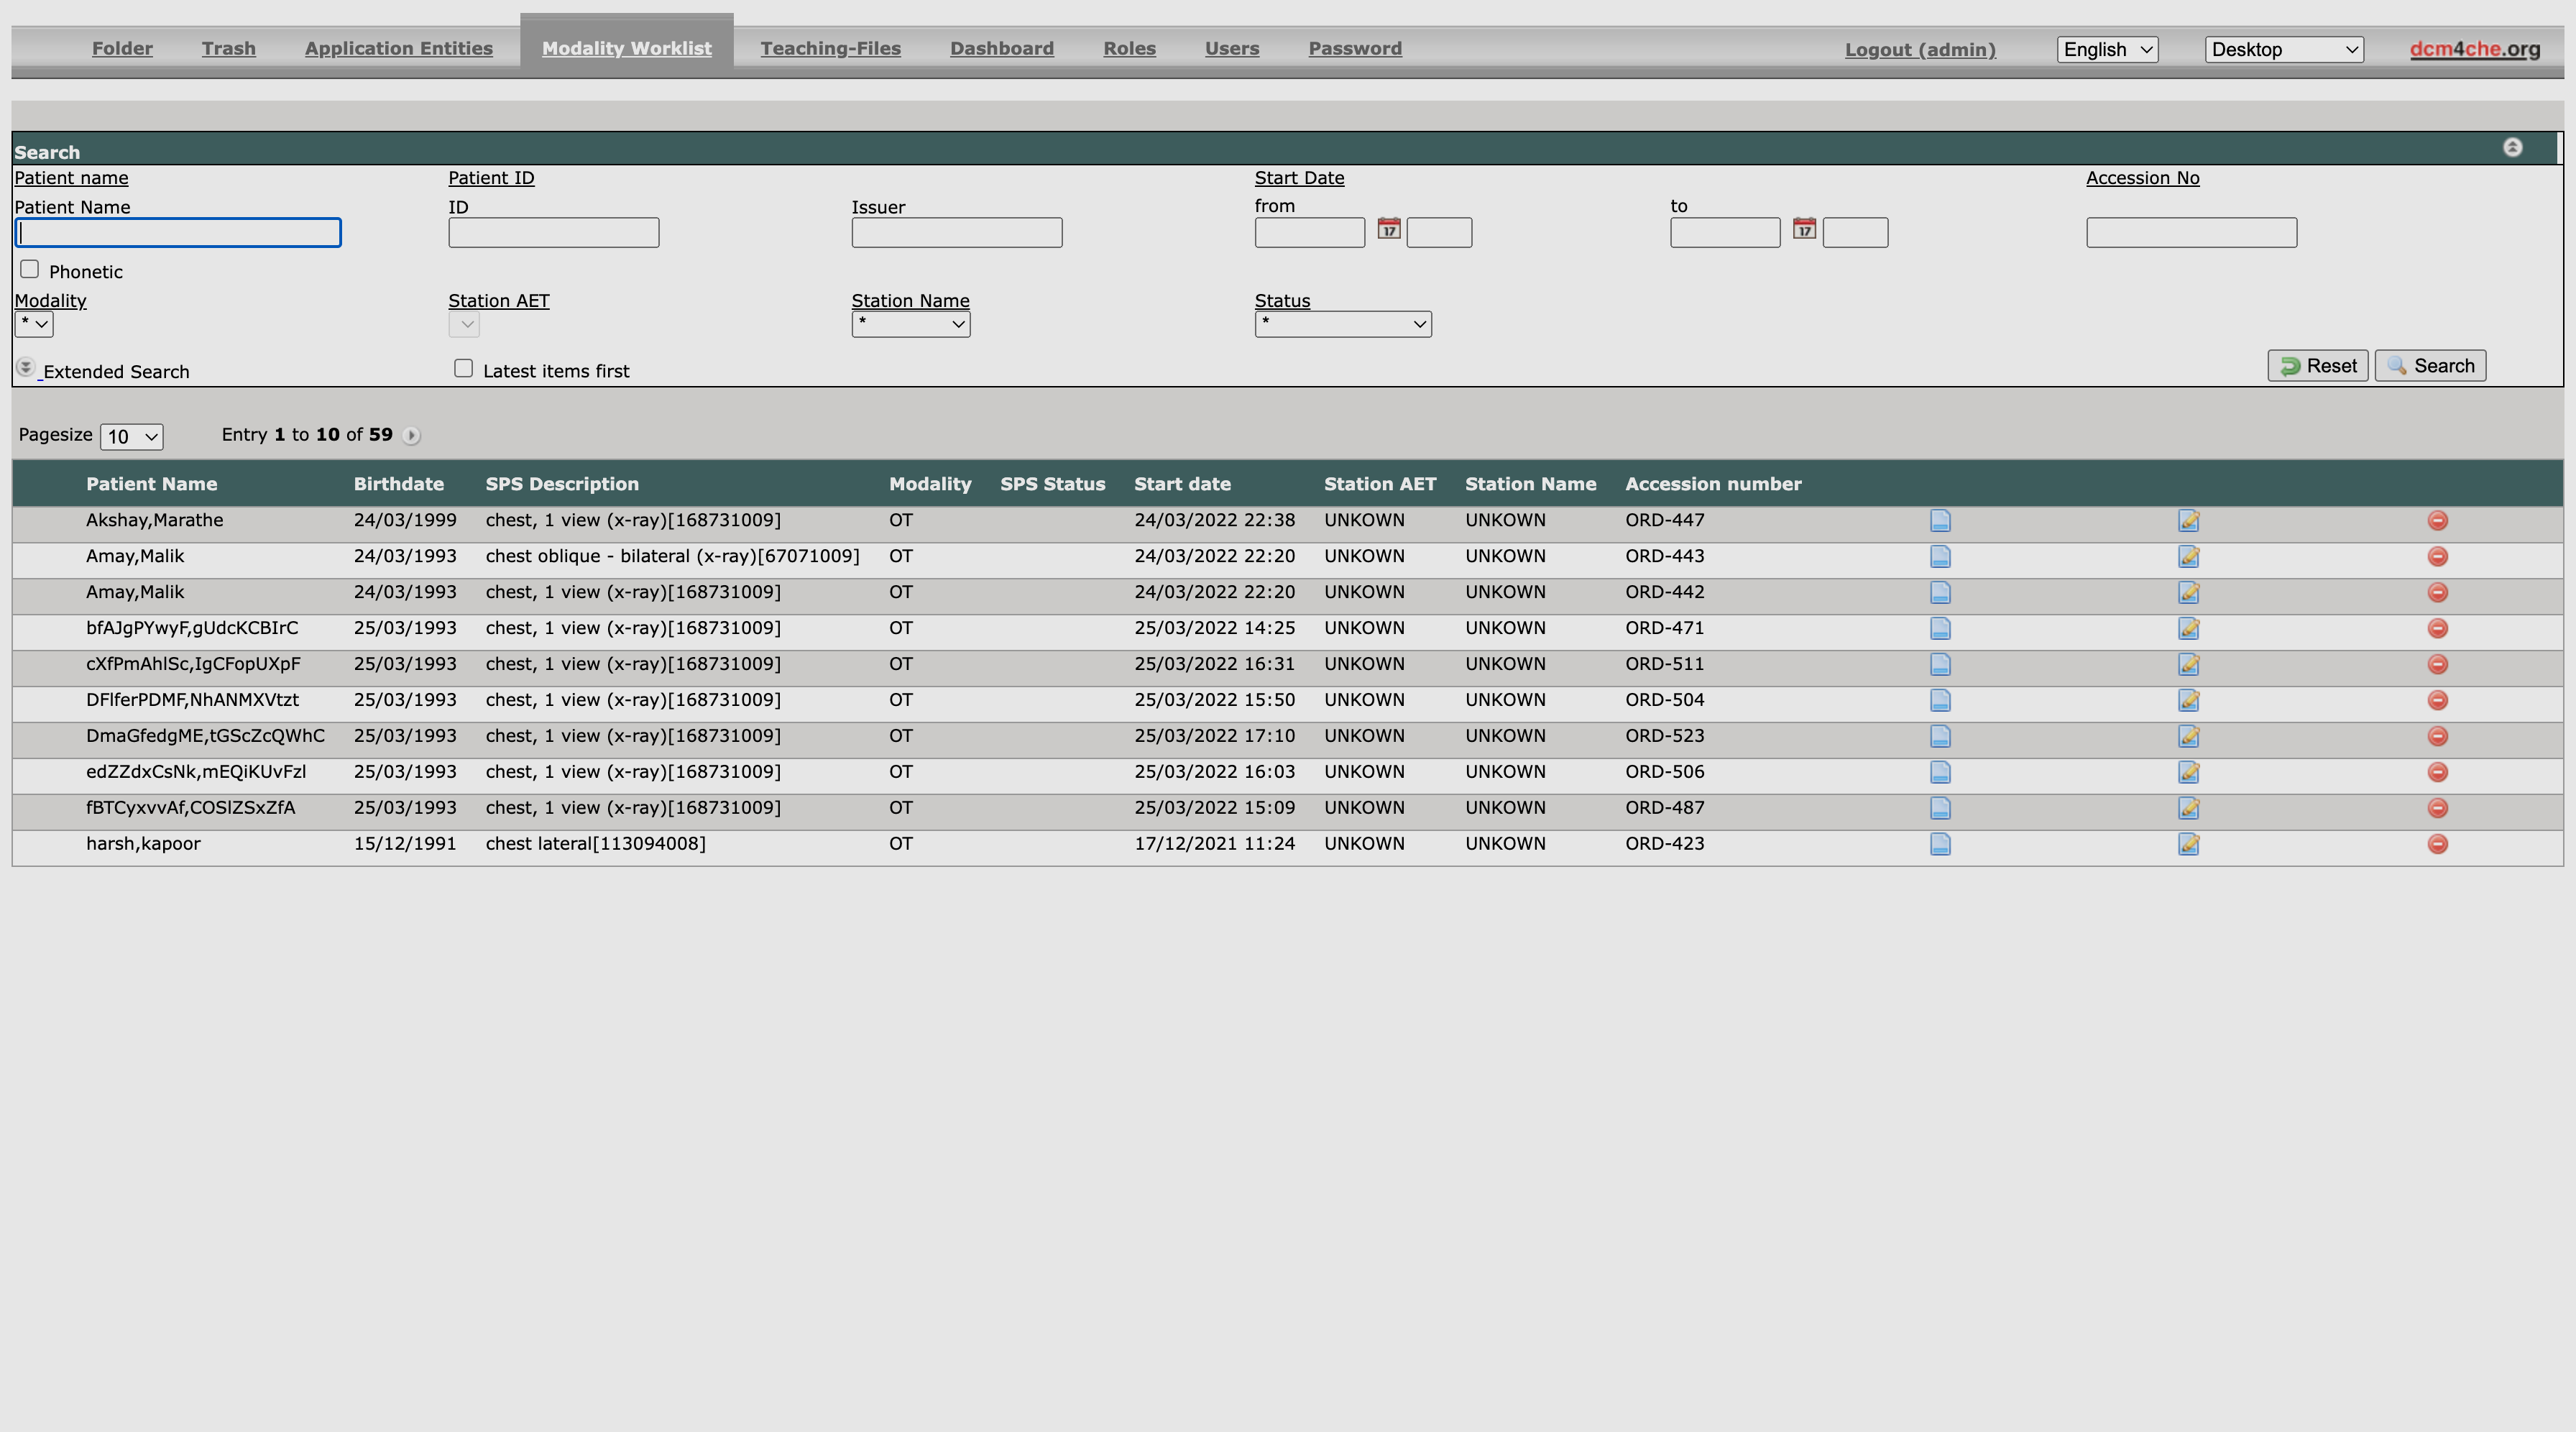 Folder Trash Application Entities Modality Worklist Teaching-Files Dashboard Roles Users Password Logout (admin) English Desktop dcm4che.org
Search
Patient name Patient ID Start Date Accession No
Patient Name ID Issuer from to
17 17
Phonetic
Modality Station AET Station Name Status
* * *
Extended Search Latest items first Reset Search
Pagesize 10 Entry 1 to 10 of 59
Patient Name Birthdate SPS Description Modality SPS Status Start date Station AET Station Name Accession number
Akshay,Marathe 24/03/1999 chest, 1 view (x-ray)[168731009] OT 24/03/2022 22:38 UNKOWN UNKOWN ORD-447
Amay,Malik 24/03/1993 chest oblique - bilateral (x-ray)[67071009] OT 24/03/2022 22:20 UNKOWN UNKOWN ORD-443
Amay,Malik 24/03/1993 chest, 1 view (x-ray)[168731009] OT 24/03/2022 22:20 UNKOWN UNKOWN ORD-442
bfAJgPYwyF,gUdcKCBIrC 25/03/1993 chest, 1 view (x-ray)[168731009] OT 25/03/2022 14:25 UNKOWN UNKOWN ORD-471
cXfPmAhlSc,IgCFopUXpF 25/03/1993 chest, 1 view (x-ray)[168731009] OT 25/03/2022 16:31 UNKOWN UNKOWN ORD-511
DFlferPDMF,NhANMXVtzt 25/03/1993 chest, 1 view (x-ray)[168731009] OT 25/03/2022 15:50 UNKOWN UNKOWN ORD-504
DmaGfedgME,tGScZcQWhC 25/03/1993 chest, 1 view (x-ray)[168731009] OT 25/03/2022 17:10 UNKOWN UNKOWN ORD-523
edZZdxCsNk,mEQiKUvFzl 25/03/1993 chest, 1 view (x-ray)[168731009] OT 25/03/2022 16:03 UNKOWN UNKOWN ORD-506
fBTCyxvvAf,COSlZSxZfA 25/03/1993 chest, 1 view (x-ray)[168731009] OT 25/03/2022 15:09 UNKOWN UNKOWN ORD-487
harsh,kapoor 15/12/1991 chest lateral[113094008] OT 17/12/2021 11:24 UNKOWN UNKOWN ORD-423